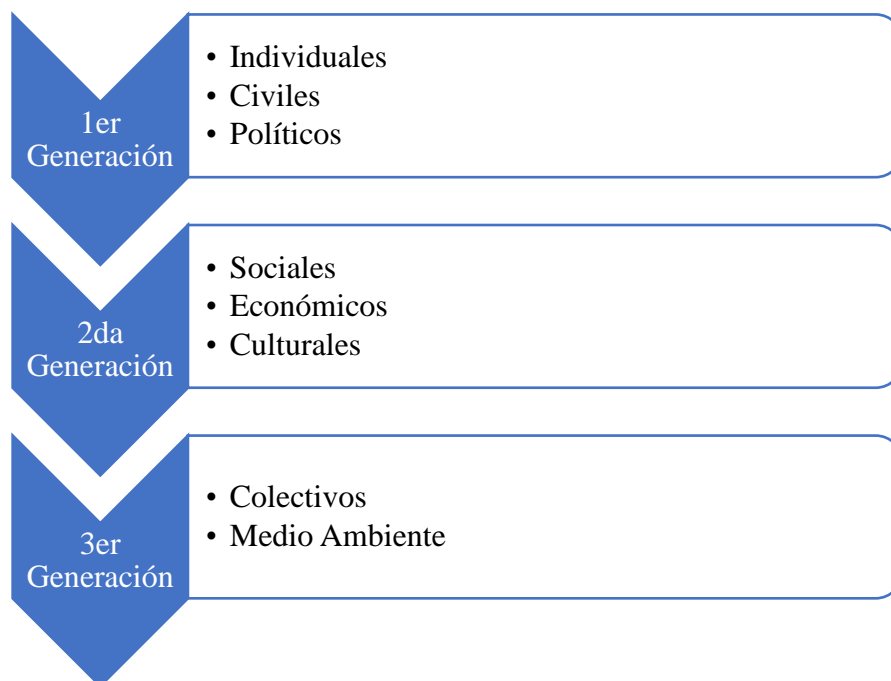 1er
Generación
• Individuales
• Civiles
• Políticos
2da
Generación
• Sociales
• Económicos
• Culturales
3er
Generación
• Colectivos
• Medio Ambiente